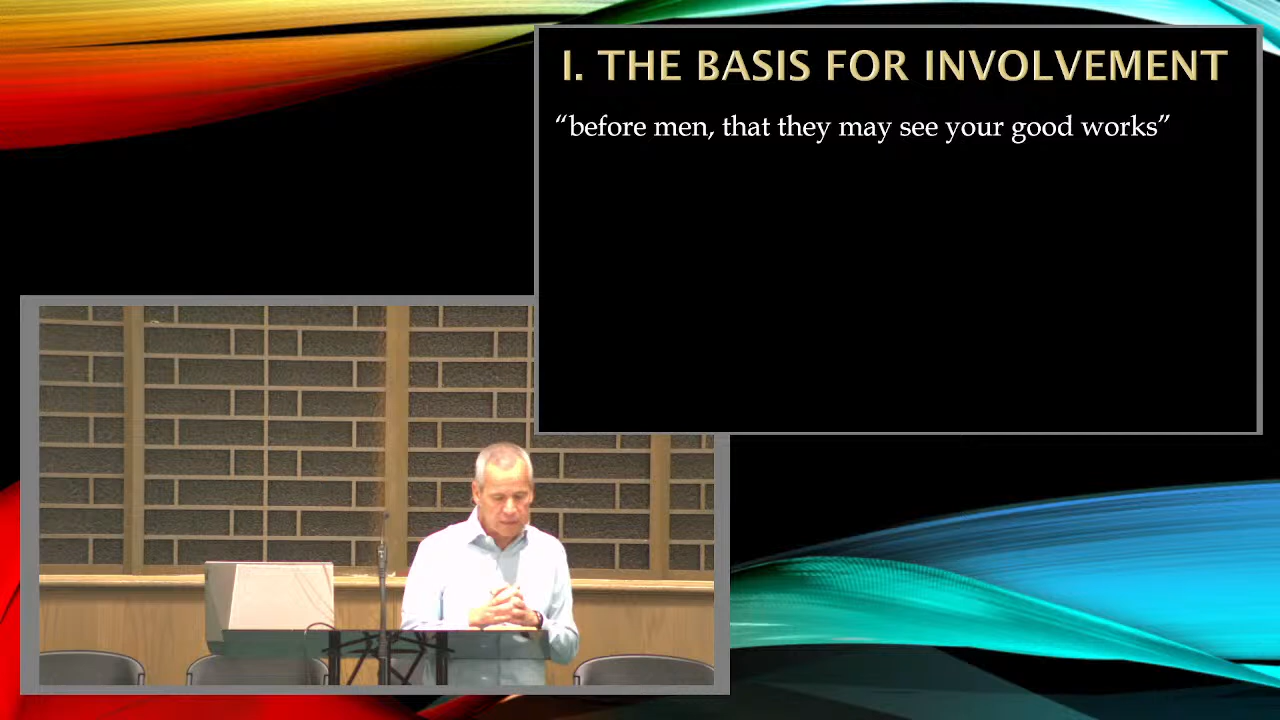 I. THE BASIS FOR INVOLVEMENT
“before men, that they may see your good works”